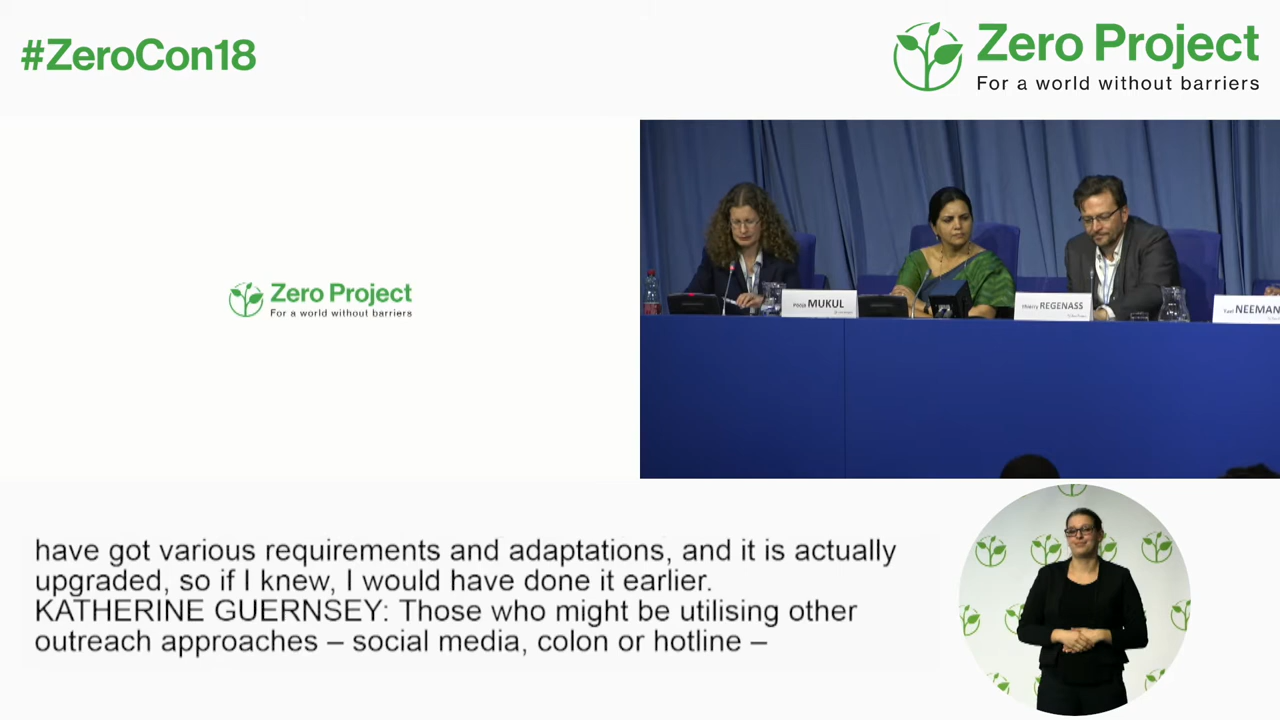 #ZeroCon18
Zero Project
For a world without barriers
Zero Project
For a world without barriers
MUKUL
Thierry REGENASS
Yael NEEMAN
have got various requirements and adaptations, and it is actually
upgraded, so if I knew, I would have done it earlier.
KATHERINE GUERNSEY: Those who might be utilising other
outreach approaches – social media, colon or hotline –